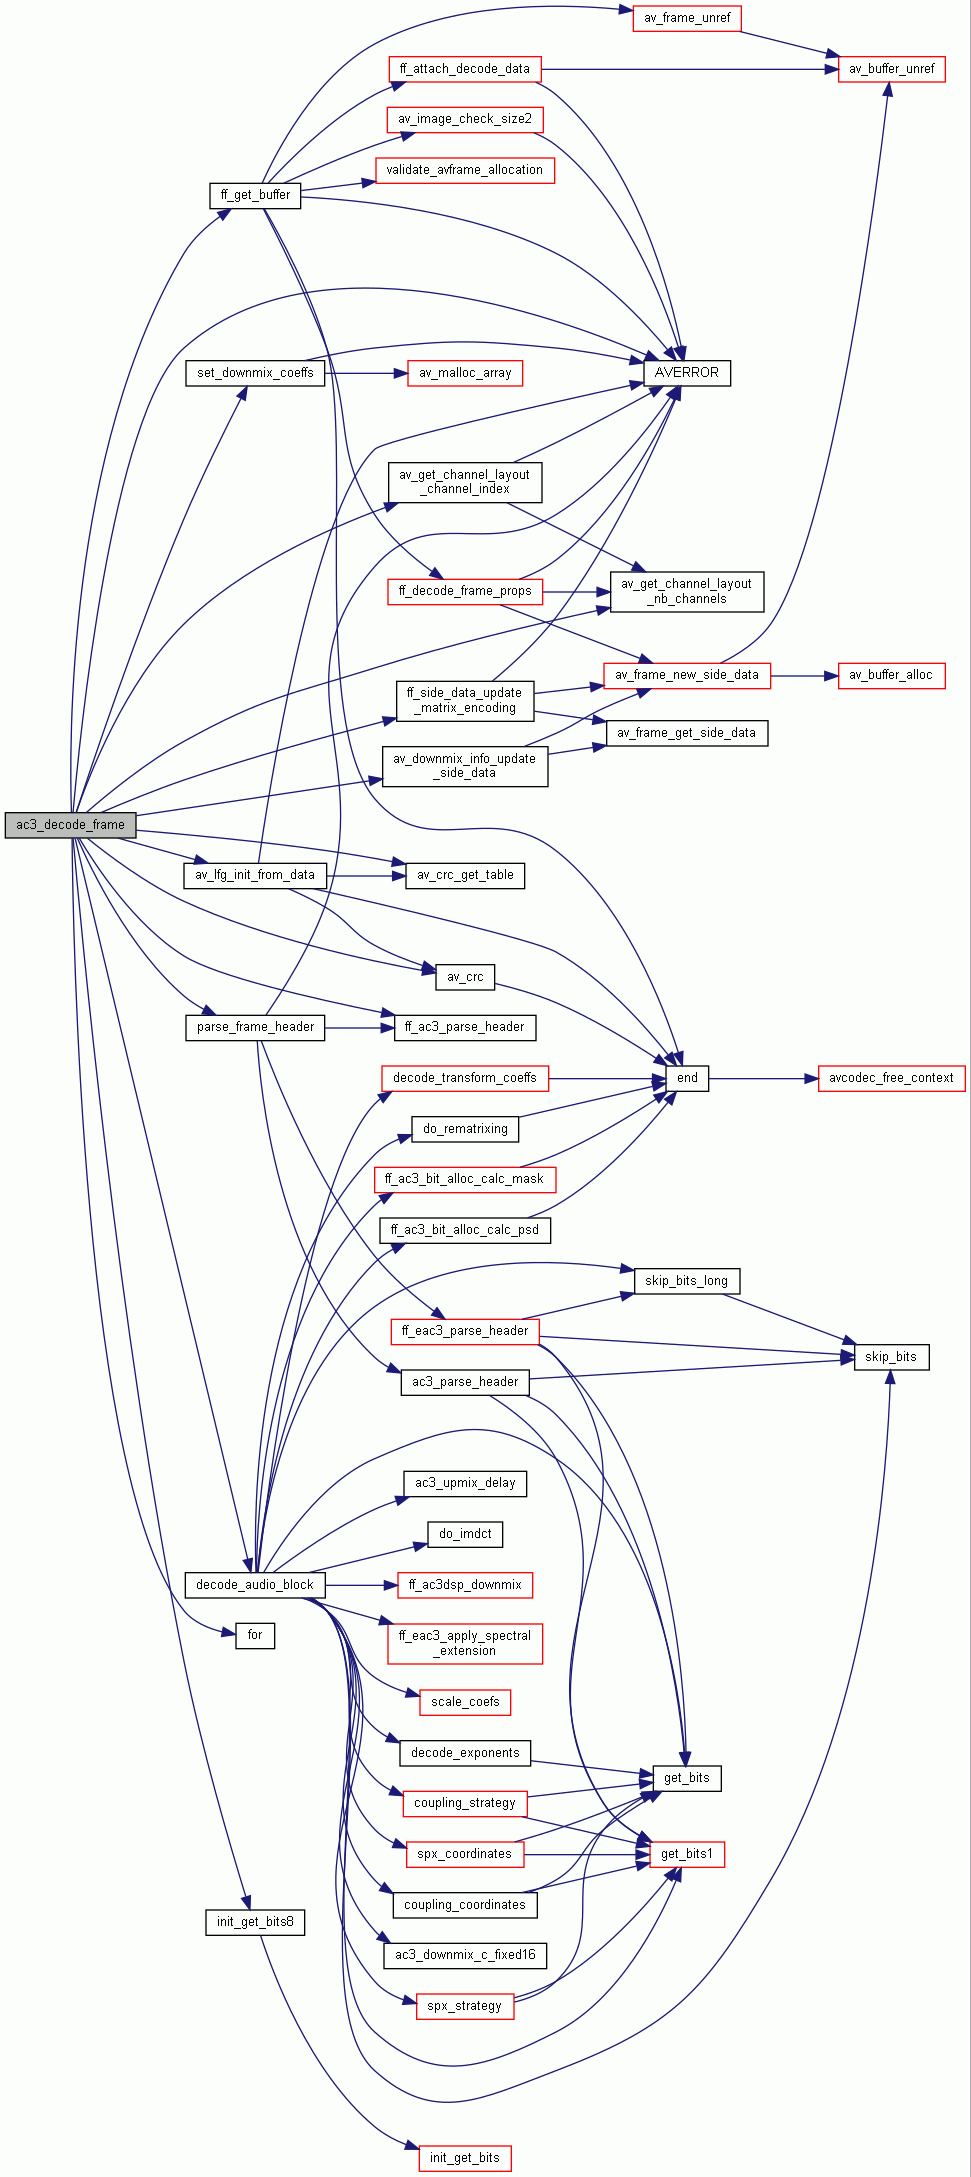 av_frame_unref
ff_attach_decode_data
av_buffer_unref
av_image_check_size2
validate_avframe_allocation
ff_get_buffer
set_downmix_coeffs
av_malloc_array
AVERROR
av_get_channel_layout
_channel_index
ff_decode_frame_props
av_get_channel_layout
_nb_channels
av_frame_new_side_data
av_buffer_alloc
ff_side_data_update
_matrix_encoding
av_frame_get_side_data
av_downmix_info_update
_side_data
ac3_decode_frame
av_lfg_init_from_data
av_crc_get_table
av_crc
parse_frame_header
ff_ac3_parse_header
decode_transform_coeffs
end
avcodec_free_context
do_rematrixing
ff_ac3_bit_alloc_calc_mask
ff_ac3_bit_alloc_calc_psd
skip_bits_long
ff_eac3_parse_header
skip_bits
ac3_parse_header
ac3_upmix_delay
do_imdct
decode_audio_block
ff_ac3dsp_downmix
for
ff_eac3_apply_spectral
_extension
scale_coefs
decode_exponents
get_bits
coupling_strategy
spx_coordinates
get_bits1
coupling_coordinates
init_get_bits8
ac3_downmix_c_fixed16
spx_strategy
init_get_bits